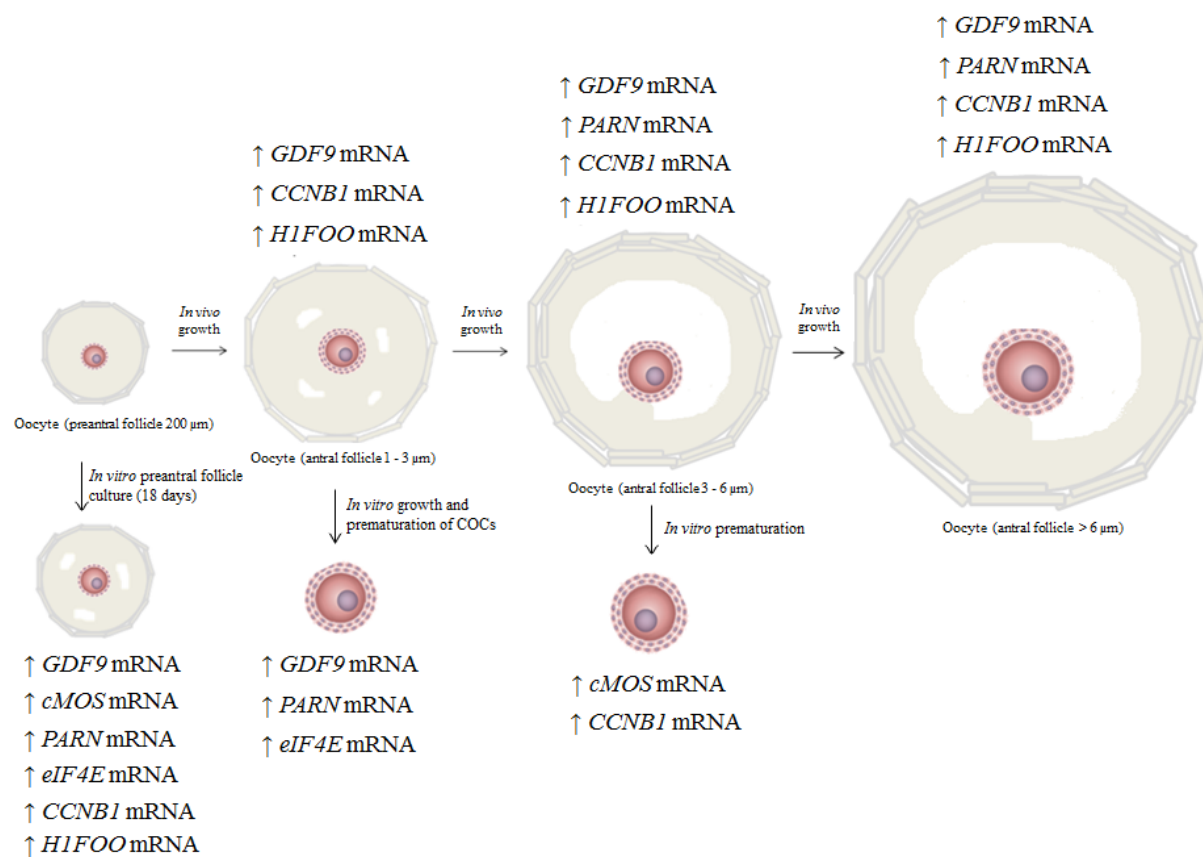 ↑ GDF9 mRNA
↑ PARN mRNA
↑ CCNB1 mRNA
↑ H1FOO mRNA
↑ GDF9 mRNA
↑ PARN mRNA
↑ CCNB1 mRNA
↑ H1FOO mRNA
↑ GDF9 mRNA
↑ CCNB1 mRNA
↑ H1FOO mRNA
In vivo
growth
In vivo
growth
In vivo
growth
Oocyte (preantral follicle 200 µm)
Oocyte (antral follicle 1 - 3 µm)
Oocyte (antral follicle 3 - 6 µm)
Oocyte (antral follicle > 6 µm)
In vitro preantral follicle
culture (18 days)
In vitro growth and
prematuration of COCs
In vitro prematuration
↑ GDF9 mRNA
↑ cMOS mRNA
↑ PARN mRNA
↑ eIF4E mRNA
↑ CCNB1 mRNA
↑ H1FOO mRNA
↑ GDF9 mRNA
↑ PARN mRNA
↑ eIF4E mRNA
↑ cMOS mRNA
↑ CCNB1 mRNA